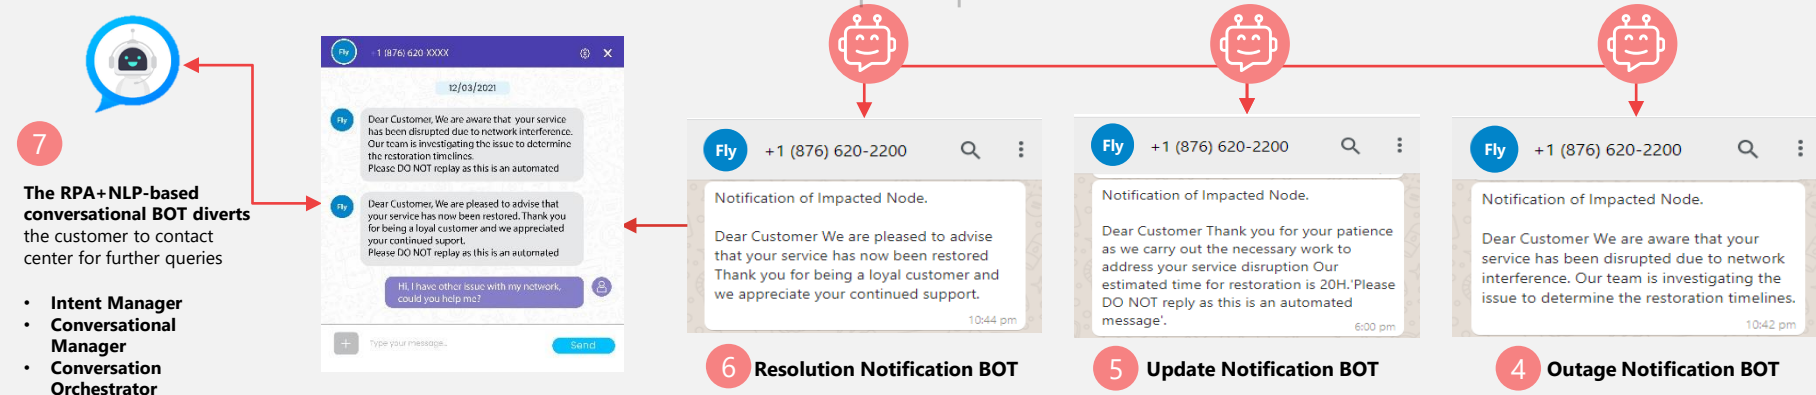 7
The RPA+NLP-based
conversational BOT diverts
the customer to contact
center for further queries
• Intent Manager
• Conversational
Manager
• Conversation
Orchestrator
Fly +1 (876) 620 XXXX
12/03/2021
Fly
Dear Customer, We are aware that your service
has been disrupted due to network interference.
Our team is investigating the issue to determine
the restoration timelines.
Please DO NOT replay as this is an automated
Fly
Dear Customer, We are pleased to advise that
your service has now been restored. Thank you
for being a loyal customer and we appreciated
your continued suport.
Please DO NOT replay as this is an automated
Hi, I have other issue with my network,
could you help me?
Type your message..
Send
Fly +1 (876) 620-2200
Notification of Impacted Node.
Dear Customer We are pleased to advise
that your service has now been restored
Thank you for being a loyal customer and
we appreciate your continued support.
10:44 pm
6 Resolution Notification BOT
Fly +1 (876) 620-2200
Notification of Impacted Node.
Dear Customer Thank you for your patience
as we carry out the necessary work to
address your service disruption Our
estimated time for restoration is 20H.'Please
DO NOT reply as this is an automated
message'.
6:00 pm
5 Update Notification BOT
Fly +1 (876) 620-2200
Notification of Impacted Node.
Dear Customer We are aware that your
service has been disrupted due to network
interference. Our team is investigating the
issue to determine the restoration timelines.
10:42 pm
4 Outage Notification BOT